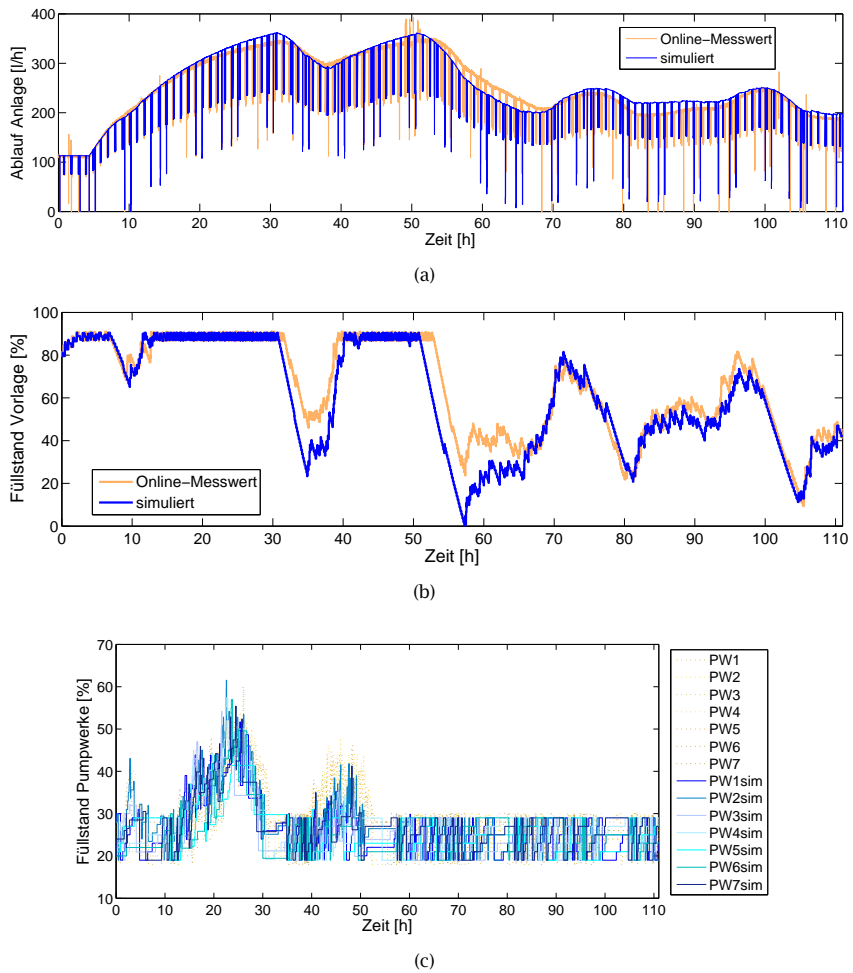 400
300
200
100
0
Ablauf Anlage [l/h]
Online−Messwert
simuliert
0 10 20 30 40 50 60 70 80 90 100 110
Zeit [h]
(a)
100
80
60
40
20
0
Füllstand Vorlage [%]
Online−Messwert
simuliert
0 10 20 30 40 50 60 70 80 90 100 110
Zeit [h]
(b)
70
60
50
40
30
20
10
Füllstand Pumpwerke [%]
0 10 20 30 40 50 60 70 80 90 100 110
Zeit [h]
PW1
PW2
PW3
PW4
PW5
PW6
PW7
PW1sim
PW2sim
PW3sim
PW4sim
PW5sim
PW6sim
PW7sim
(c)